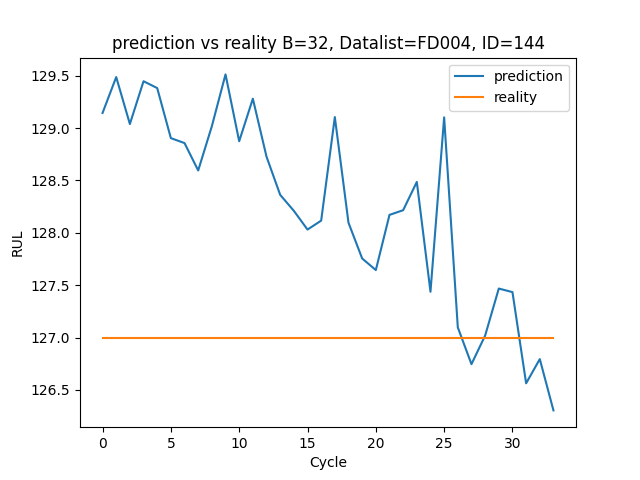 prediction vs reality B=32, Datalist=FD004, ID=144
prediction
reality
129.5
129.0
128.5
128.0
127.5
127.0
126.5
RUL
0 5 10 15 20 25 30
Cycle